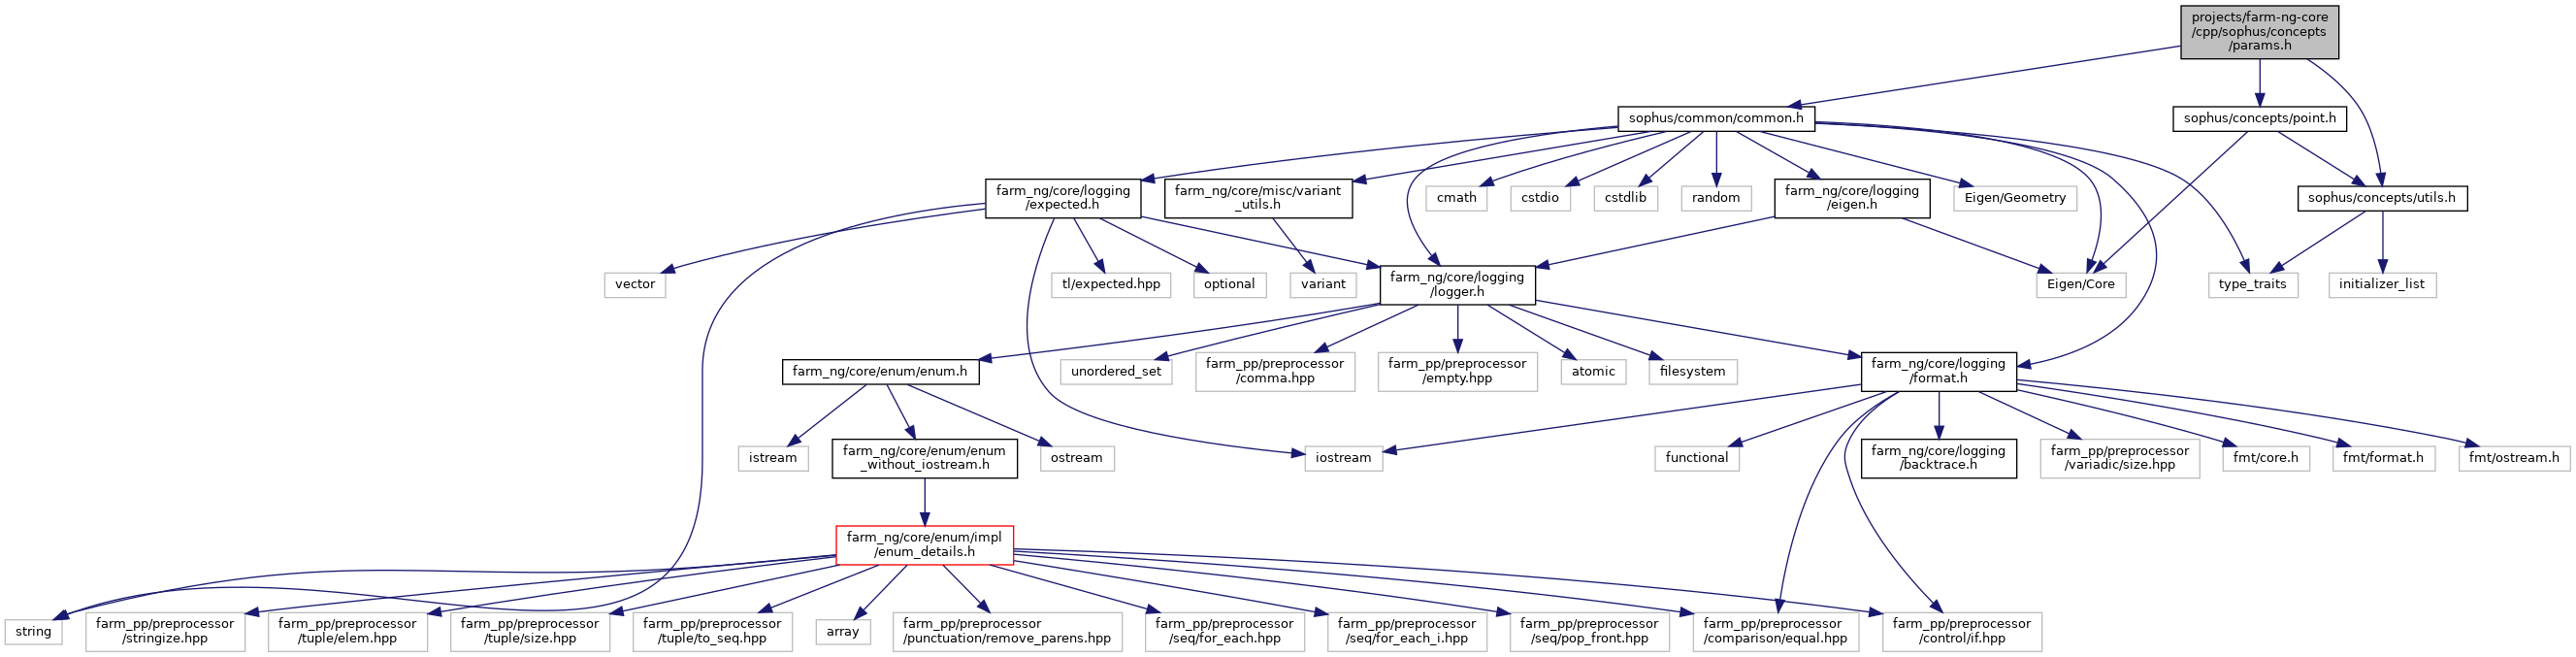 projects/farm-ng-core
/cpp/sophus/concepts
/params.h
sophus/common/common.h
sophus/concepts/point.h
farm_ng/core/logging
/expected.h
farm_ng/core/misc/variant
_utils.h
cmath
cstdio
cstdlib
random
farm_ng/core/logging
/eigen.h
Eigen/Geometry
sophus/concepts/utils.h
vector
tl/expected.hpp
optional
variant
farm_ng/core/logging
/logger.h
Eigen/Core
type_traits
initializer_list
farm_ng/core/enum/enum.h
unordered_set
farm_pp/preprocessor
/comma.hpp
farm_pp/preprocessor
/empty.hpp
atomic
filesystem
farm_ng/core/logging
/format.h
istream
farm_ng/core/enum/enum
_without_iostream.h
ostream
iostream
functional
farm_ng/core/logging
/backtrace.h
farm_pp/preprocessor
/variadic/size.hpp
fmt/core.h
fmt/format.h
fmt/ostream.h
farm_ng/core/enum/impl
/enum_details.h
string
farm_pp/preprocessor
/stringize.hpp
farm_pp/preprocessor
/tuple/elem.hpp
farm_pp/preprocessor
/tuple/size.hpp
farm_pp/preprocessor
/tuple/to_seq.hpp
array
farm_pp/preprocessor
/punctuation/remove_parens.hpp
farm_pp/preprocessor
/seq/for_each.hpp
farm_pp/preprocessor
/seq/for_each_i.hpp
farm_pp/preprocessor
/seq/pop_front.hpp
farm_pp/preprocessor
/comparison/equal.hpp
farm_pp/preprocessor
/control/if.hpp